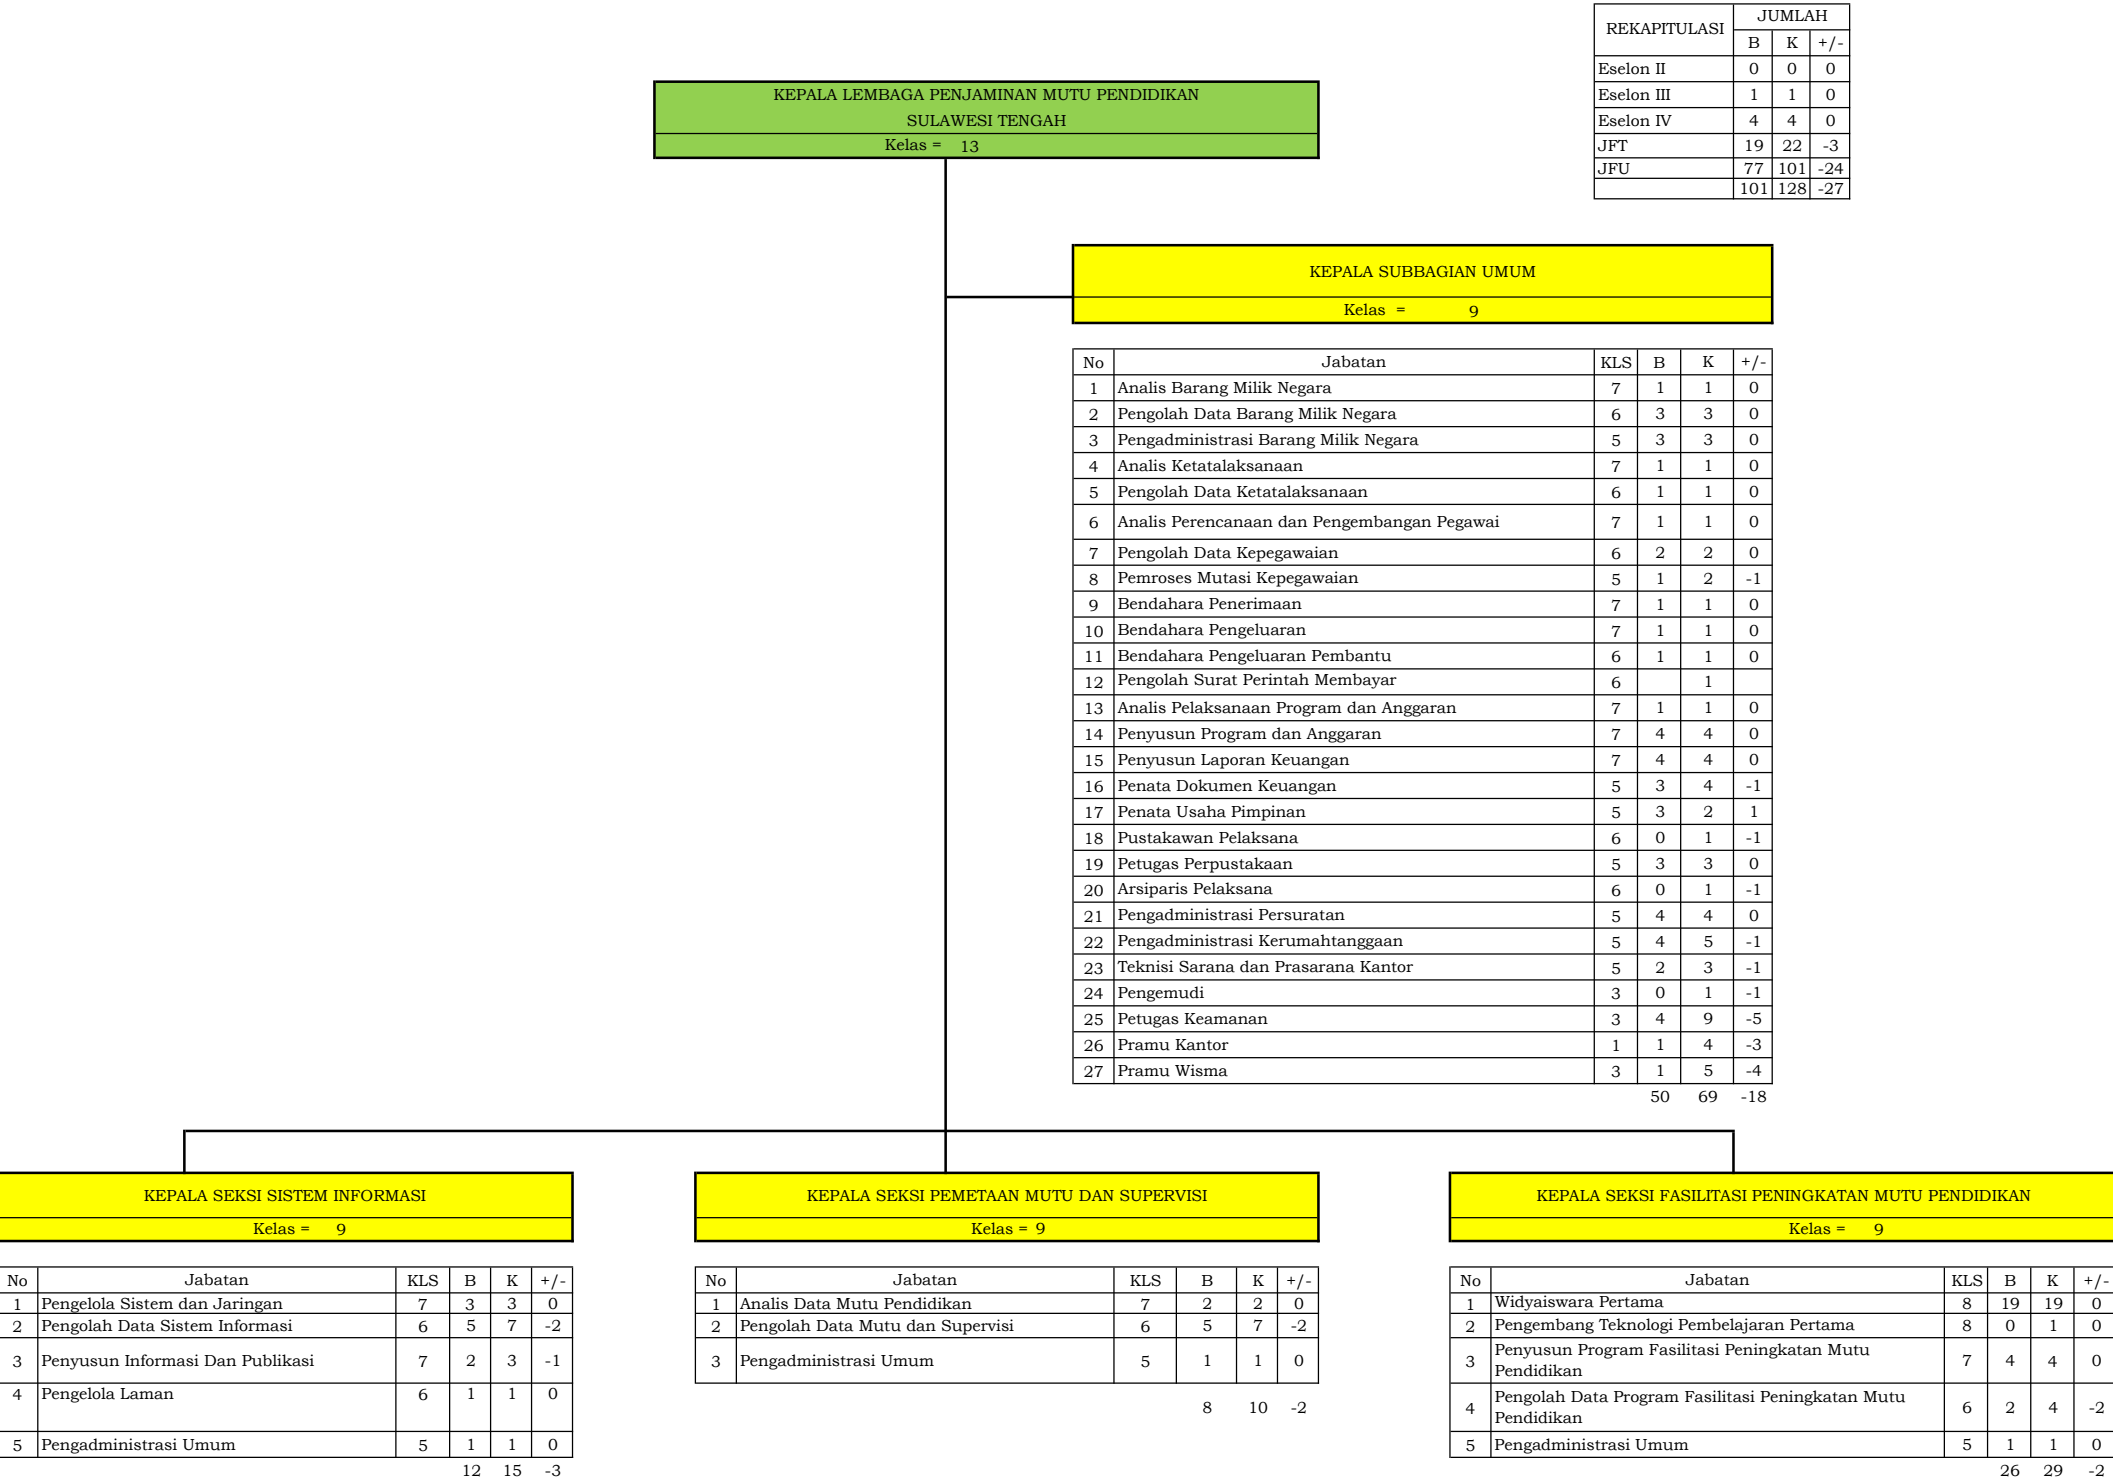 REKAPITULASI JUMLAH
B K +/-
Eselon II 0 0 0
Eselon III 1 1 0
Eselon IV 4 4 0
JFT 19 22 -3
JFU 77 101 -24
101 128 -27
KEPALA LEMBAGA PENJAMINAN MUTU PENDIDIKAN
SULAWESI TENGAH
Kelas = 13
KEPALA SUBBAGIAN UMUM
Kelas = 9
No Jabatan KLS B K +/-
1 Analis Barang Milik Negara 7 1 1 0
2 Pengolah Data Barang Milik Negara 6 3 3 0
3 Pengadministrasi Barang Milik Negara 5 3 3 0
4 Analis Ketatalaksanaan 7 1 1 0
5 Pengolah Data Ketatalaksanaan 6 1 1 0
6 Analis Perencanaan dan Pengembangan Pegawai 7 1 1 0
7 Pengolah Data Kepegawaian 6 2 2 0
8 Pemroses Mutasi Kepegawaian 5 1 2 -1
9 Bendahara Penerimaan 7 1 1 0
10 Bendahara Pengeluaran 7 1 1 0
11 Bendahara Pengeluaran Pembantu 6 1 1 0
12 Pengolah Surat Perintah Membayar 6 1
13 Analis Pelaksanaan Program dan Anggaran 7 1 1 0
14 Penyusun Program dan Anggaran 7 4 4 0
15 Penyusun Laporan Keuangan 7 4 4 0
16 Penata Dokumen Keuangan 5 3 4 -1
17 Penata Usaha Pimpinan 5 3 2 1
18 Pustakawan Pelaksana 6 0 1 -1
19 Petugas Perpustakaan 5 3 3 0
20 Arsiparis Pelaksana 6 0 1 -1
21 Pengadministrasi Persuratan 5 4 4 0
22 Pengadministrasi Kerumahtanggaan 5 4 5 -1
23 Teknisi Sarana dan Prasarana Kantor 5 2 3 -1
24 Pengemudi 3 0 1 -1
25 Petugas Keamanan 3 4 9 -5
26 Pramu Kantor 1 1 4 -3
27 Pramu Wisma 3 1 5 -4
50 69 -18
KEPALA SEKSI SISTEM INFORMASI
Kelas = 9
No Jabatan KLS B K +/-
1 Pengelola Sistem dan Jaringan 7 3 3 0
2 Pengolah Data Sistem Informasi 6 5 7 -2
3 Penyusun Informasi Dan Publikasi 7 2 3 -1
4 Pengelola Laman 6 1 1 0
5 Pengadministrasi Umum 5 1 1 0
12 15 -3
KEPALA SEKSI PEMETAAN MUTU DAN SUPERVISI
Kelas = 9
No Jabatan KLS B K +/-
1 Analis Data Mutu Pendidikan 7 2 2 0
2 Pengolah Data Mutu dan Supervisi 6 5 7 -2
3 Pengadministrasi Umum 5 1 1 0
8 10 -2
KEPALA SEKSI FASILITASI PENINGKATAN MUTU PENDIDIKAN
Kelas = 9
No Jabatan KLS B K +/-
1 Widyaiswara Pertama 8 19 19 0
2 Pengembang Teknologi Pembelajaran Pertama 8 0 1 0
3 Penyusun Program Fasilitasi Peningkatan Mutu
Pendidikan 7 4 4 0
4 Pengolah Data Program Fasilitasi Peningkatan Mutu
Pendidikan 6 2 4 -2
5 Pengadministrasi Umum 5 1 1 0
26 29 -2